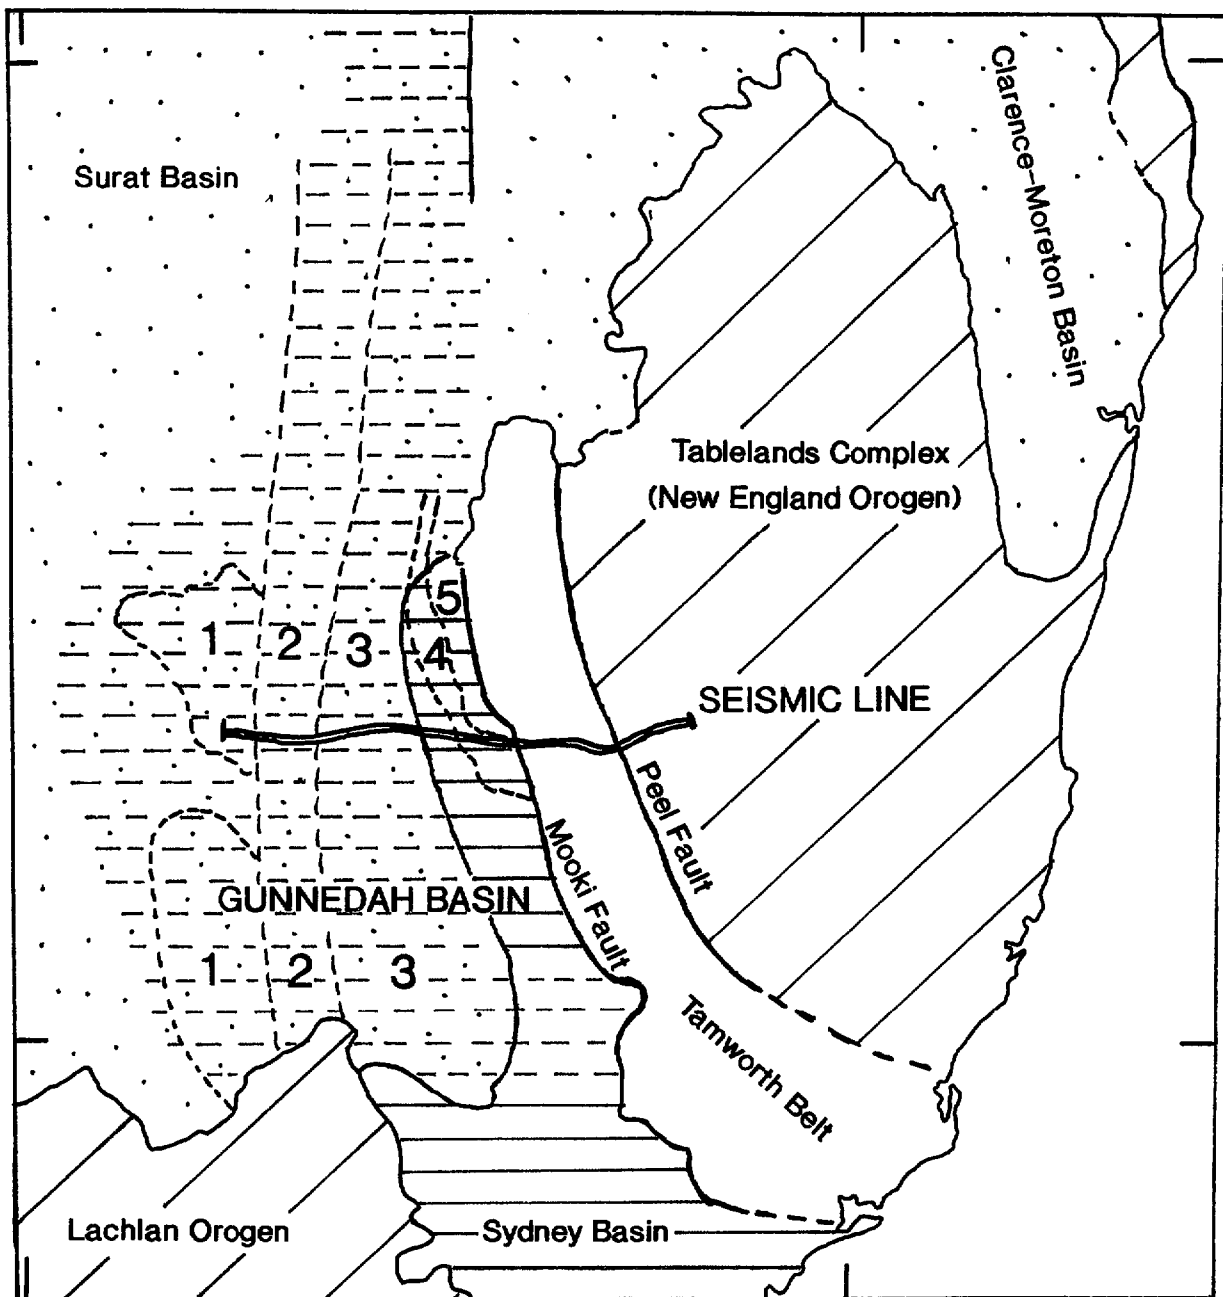 Surat Basin
Clarence-Moreton Basin
Tablelands Complex
(New England Orogen)
5
1 2 3 4
SEISMIC LINE
Peel Fault
Mooki Fault
GUNNEDAH BASIN
1 2 3
Tamworth Belt
Lachlan Orogen
Sydney Basin